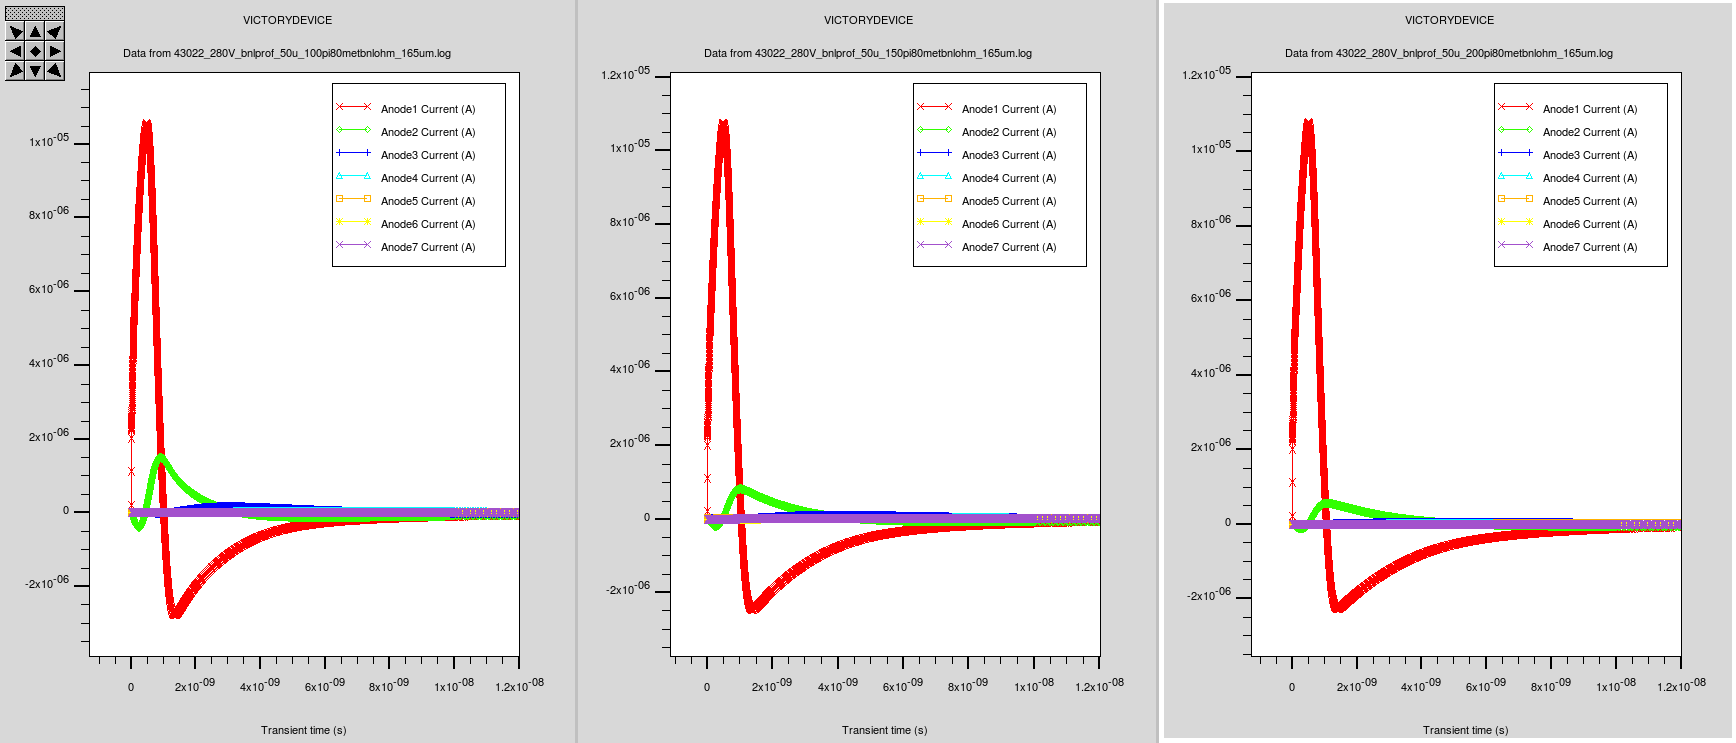 VICTORYDEVICE
Data from 43022_280V_bnlprof_50u_100pi80metbnlohm_165um.log
Anode1 Current (A)
Anode2 Current (A)
Anode3 Current (A)
Anode4 Current (A)
Anode5 Current (A)
Anode6 Current (A)
Anode7 Current (A)
1x10-05
8x10-06
6x10-06
4x10-06
2x10-06
0
-2x10-06
0 2x10-09 4x10-09 6x10-09 8x10-09 1x10-08 1.2x10-08
Transient time (s)
VICTORYDEVICE
Data from 43022_280V_bnlprof_50u_150pi80metbnlohm_165um.log
Anode1 Current (A)
Anode2 Current (A)
Anode3 Current (A)
Anode4 Current (A)
Anode5 Current (A)
Anode6 Current (A)
Anode7 Current (A)
1.2x10-05
1x10-05
8x10-06
6x10-06
4x10-06
2x10-06
0
-2x10-06
0 2x10-09 4x10-09 6x10-09 8x10-09 1x10-08 1.2x10-08
Transient time (s)
VICTORYDEVICE
Data from 43022_280V_bnlprof_50u_200pi80metbnlohm_165um.log
Anode1 Current (A)
Anode2 Current (A)
Anode3 Current (A)
Anode4 Current (A)
Anode5 Current (A)
Anode6 Current (A)
Anode7 Current (A)
1.2x10-05
1x10-05
8x10-06
6x10-06
4x10-06
2x10-06
0
-2x10-06
0 2x10-09 4x10-09 6x10-09 8x10-09 1x10-08 1.2x10-08
Transient time (s)